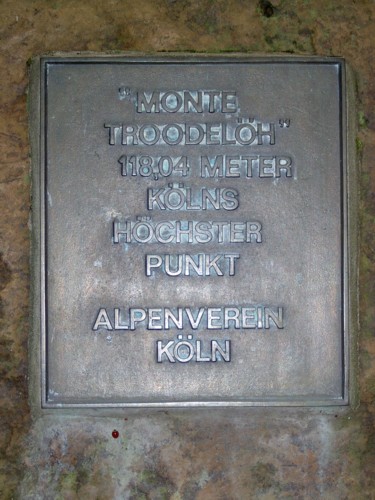 "MONTE
TROODELÖH"
118,04 METER
KÖLNS
HÖCHSTER
PUNKT
ALPENVEREIN
KÖLN